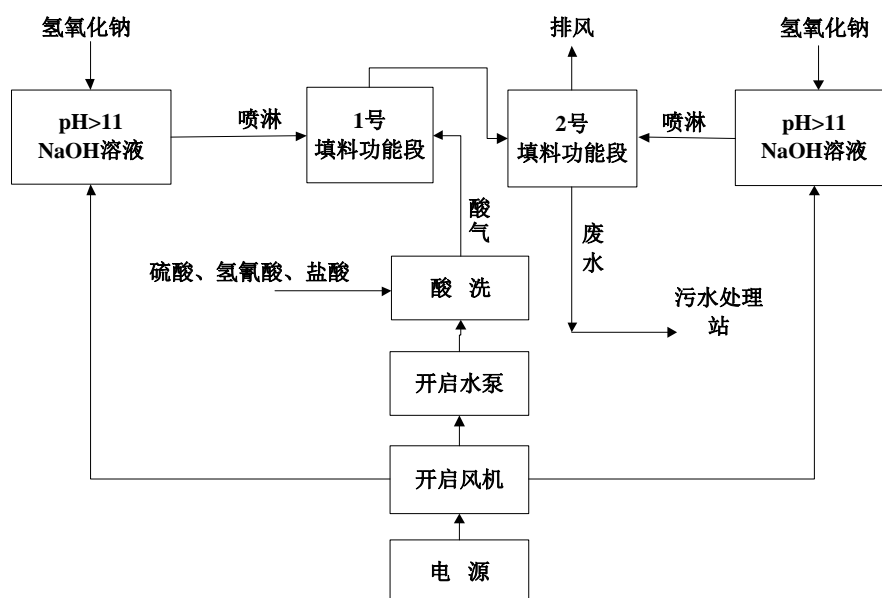 氢氧化钠
排风
氢氧化钠
pH>11
NaOH溶液
喷淋
1号
填料功能段
2号
填料功能段
喷淋
pH>11
NaOH溶液
酸
气
废
水
硫酸、氢氰酸、盐酸
酸 洗
污水处理
站
开启水泵
开启风机
电 源